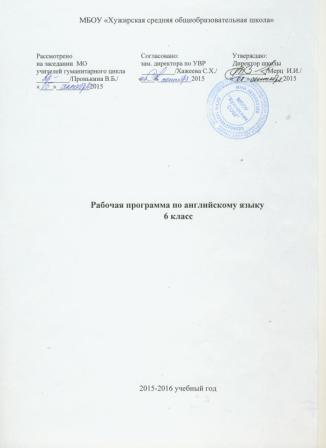 МБОУ «Хужирская средняя общеобразовательная школа»
Рассмотрено Согласовано: Утверждаю:
на заседании МО зам. директора по УВР Директор школы
учителей гуманитарного цикла /Хажеева С.Х./ /Мерц И.И./
/Пронькина В.Б./ 2015 2015
2015
Рабочая программа по английскому языку
6 класс
2015-2016 учебный год